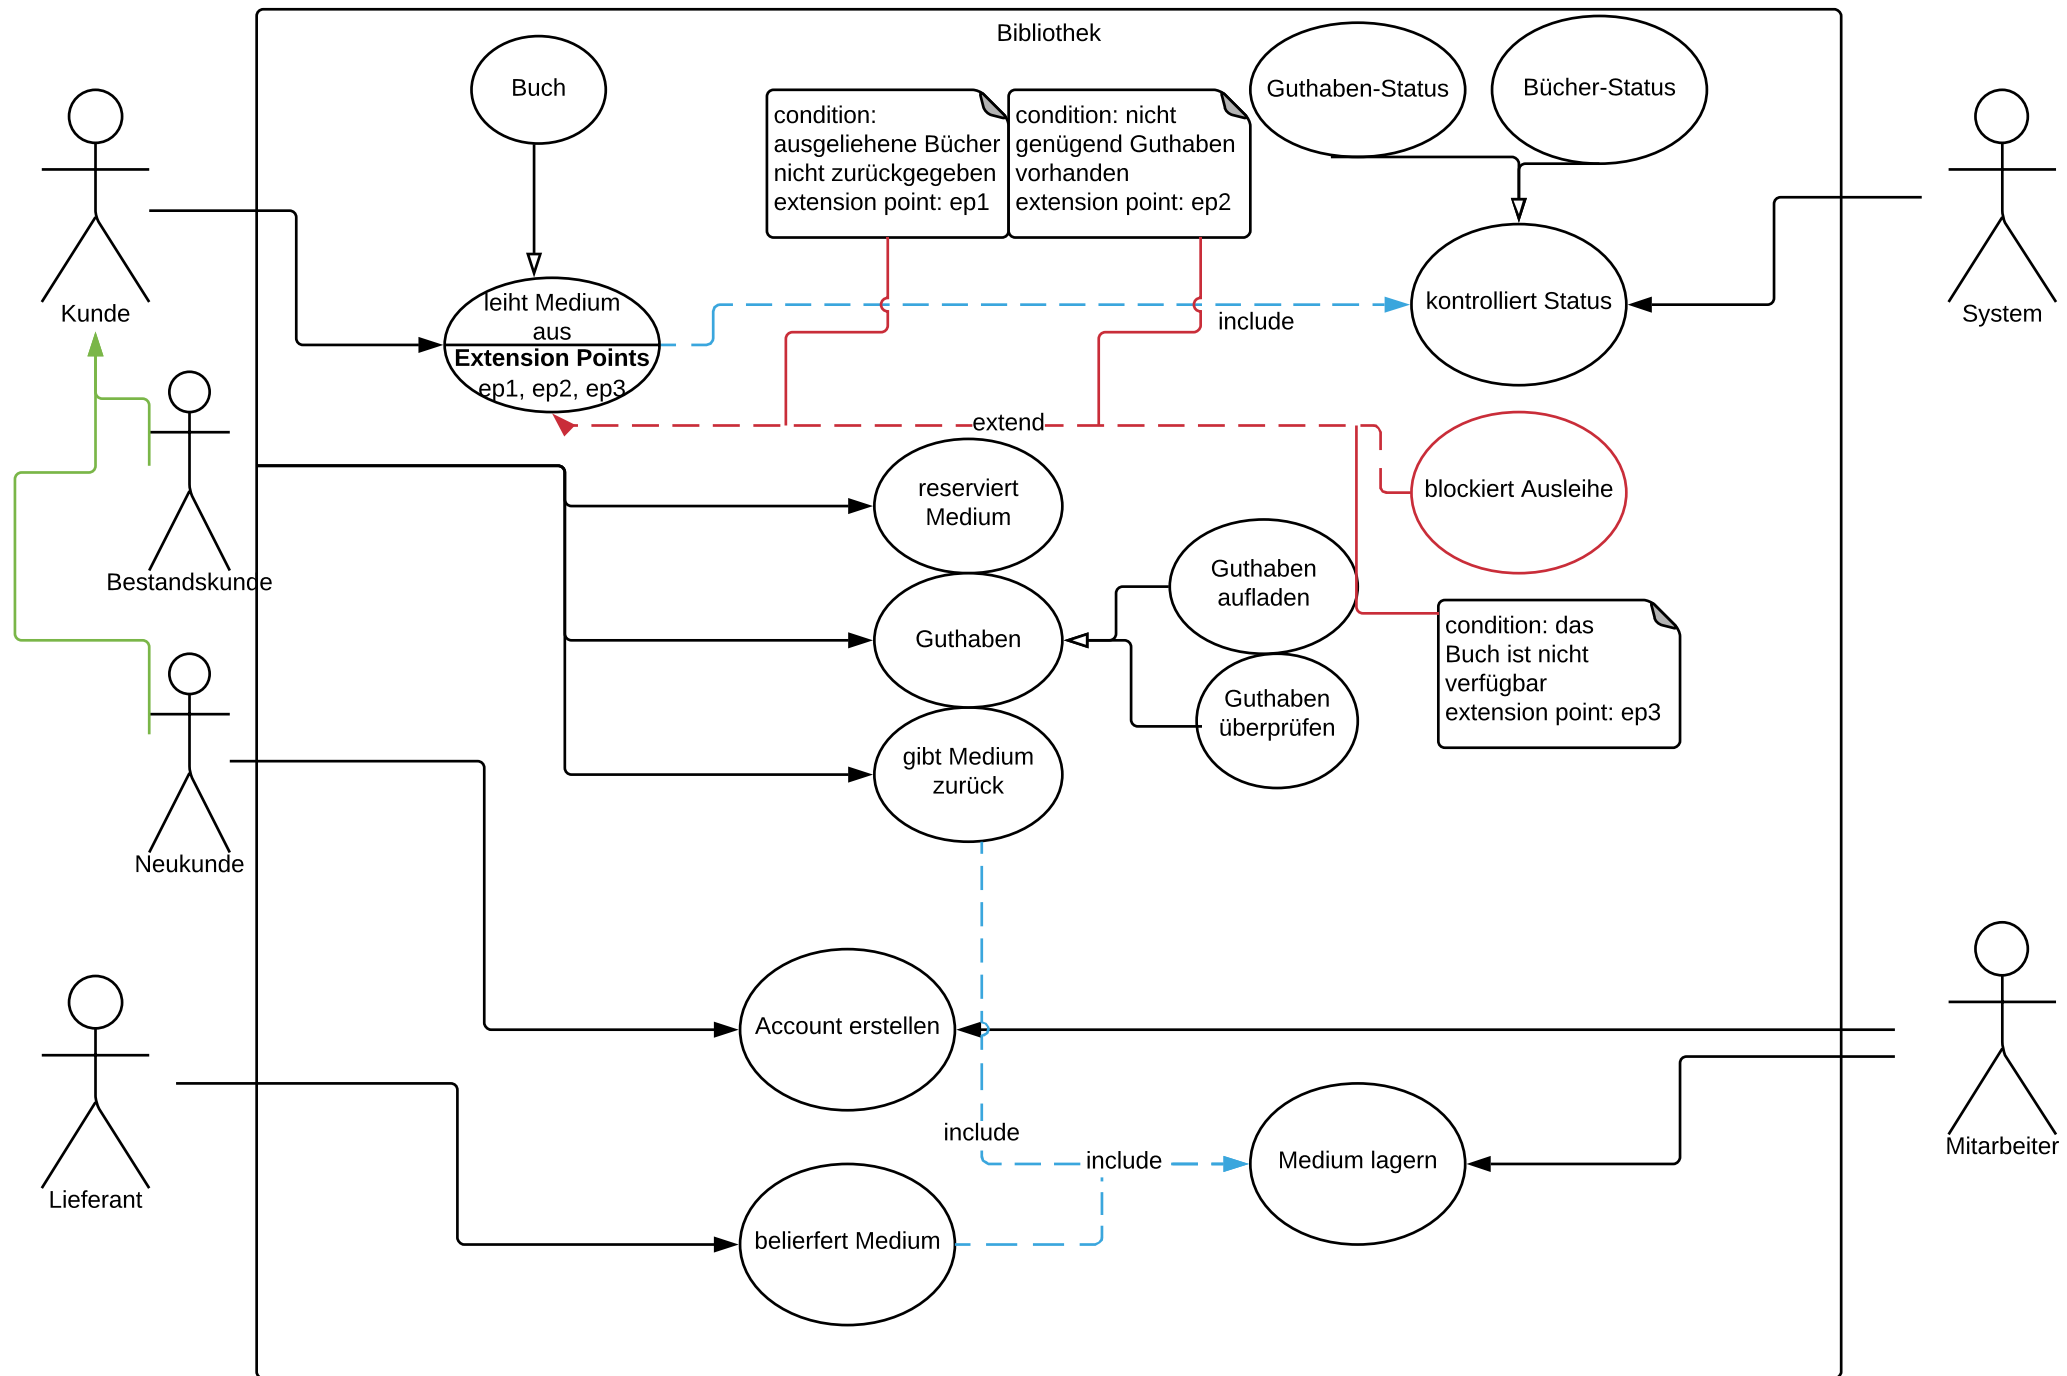 Bibliothek
Buch
Guthaben-Status
Bücher-Status
condition:
ausgeliehene Bücher
nicht zurückgegeben
extension point: ep1
condition: nicht
genügend Guthaben
vorhanden
extension point: ep2
Kunde
System
leiht Medium
aus
Extension Points
ep1, ep2, ep3
include
kontrolliert Status
extend
blockiert Ausleihe
reserviert
Medium
Bestandskunde
Guthaben
Guthaben
aufladen
Guthaben
überprüfen
condition: das
Buch ist nicht
verfügbar
extension point: ep3
gibt Medium
zurück
Neukunde
Account erstellen
include
include
Medium lagern
Mitarbeiter
Lieferant
belierfert Medium